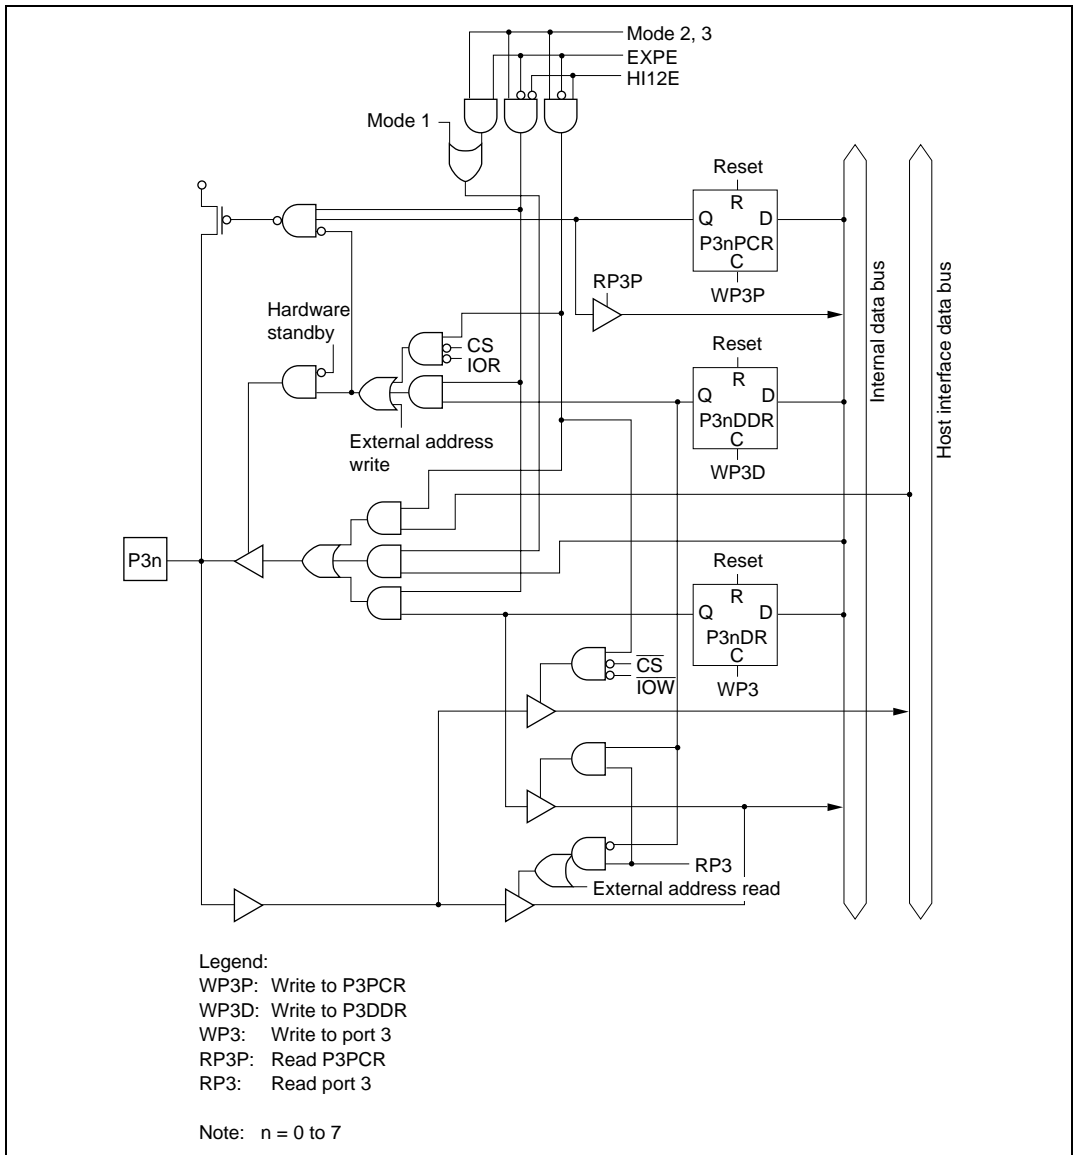 Mode 2, 3
EXPE
HI12E
Mode 1
Reset
R
Q D
P3nPCR
C
WP3P
RP3P
Hardware
standby
CS
IOR
Reset
R
Q D
P3nDDR
C
WP3D
External address
write
Internal data bus
Host interface data bus
P3n
Reset
R
Q D
P3nDR
C
WP3
CS
IOW
RP3
External address read
Legend:
WP3P: Write to P3PCR
WP3D: Write to P3DDR
WP3: Write to port 3
RP3P: Read P3PCR
RP3: Read port 3
Note: n = 0 to 7